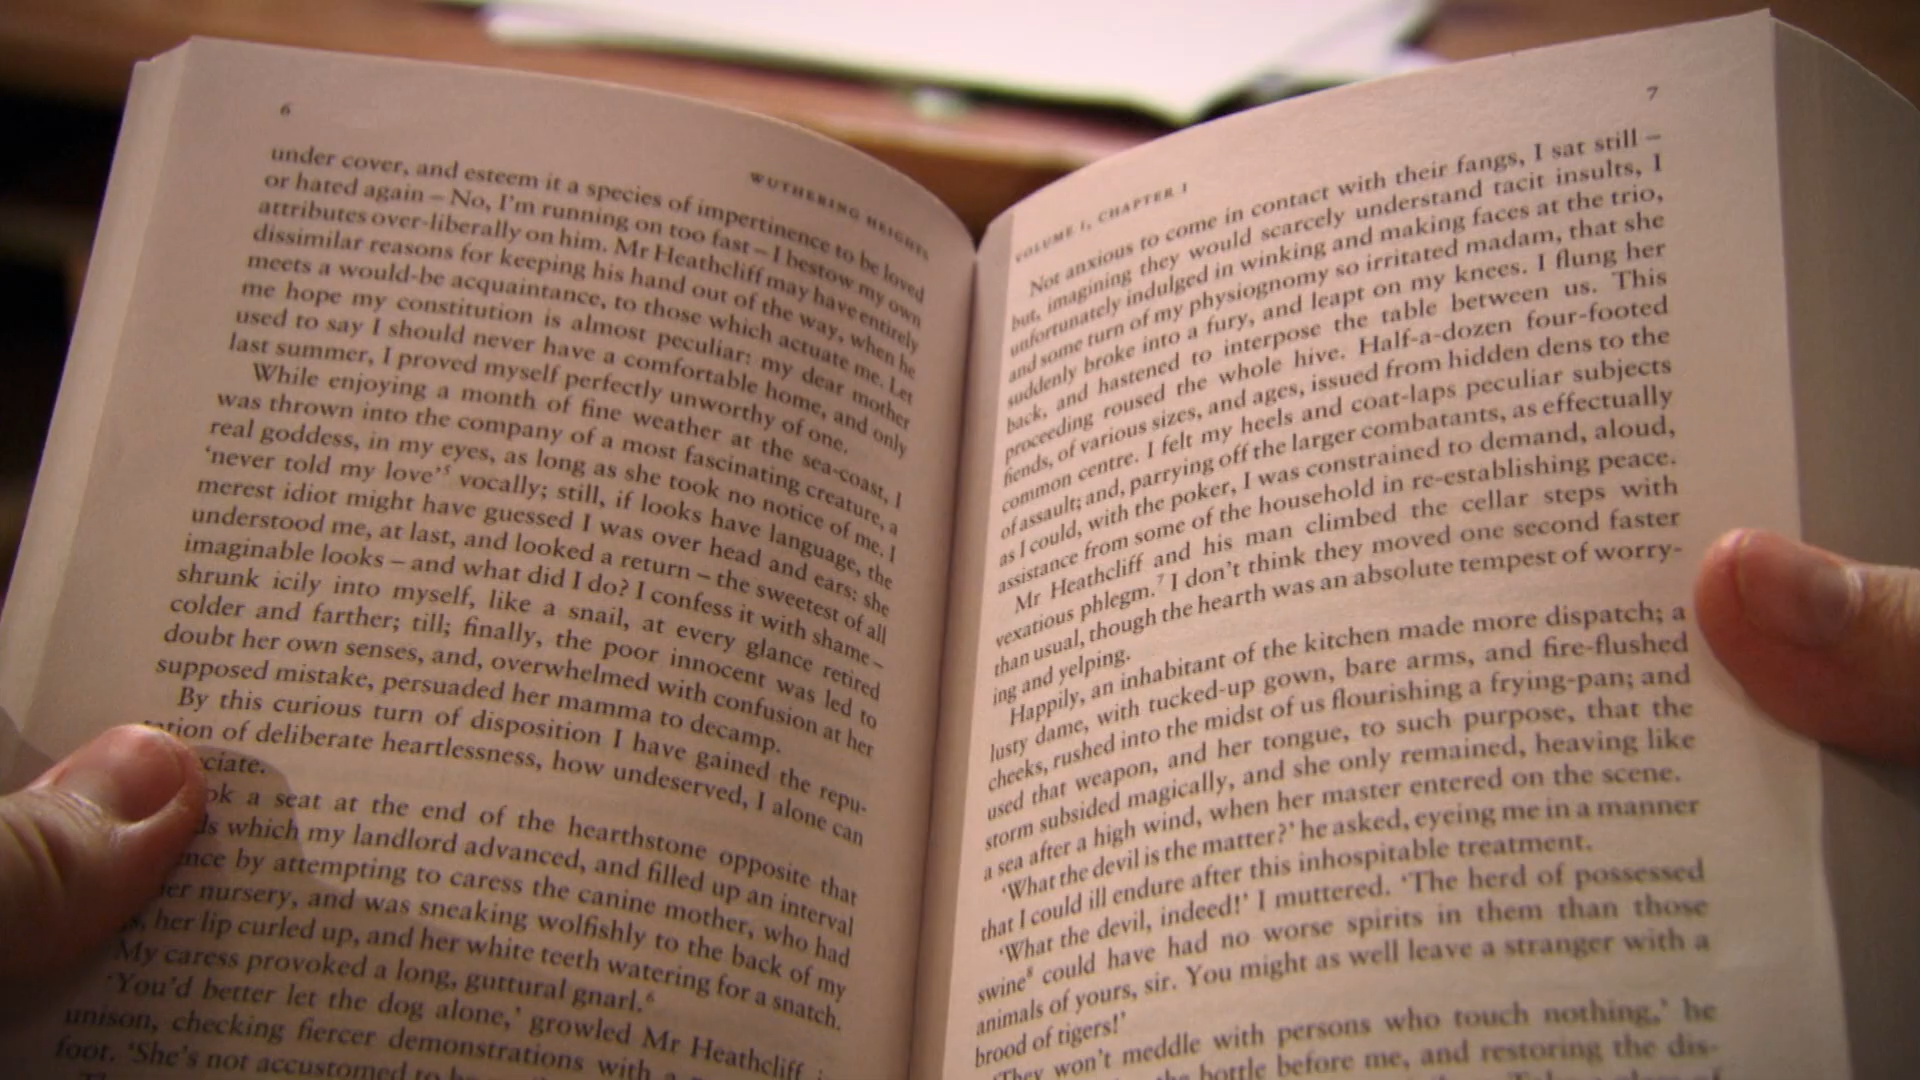 6
WUTHERING HEIGHTS
under cover, and esteem it a species of impertinence to be loved
or hated again – No, I'm running on too fast – I bestow my own
attributes over-liberally on him. Mr Heathcliff may have entirely
dissimilar reasons for keeping his hand out of the way, when he
meets a would-be acquaintance, to those which actuate me. Let
me hope my constitution is almost peculiar: my dear mother
used to say I should never have a comfortable home, and only
last summer, I proved myself perfectly unworthy of one.
While enjoying a month of fine weather at the sea-coast, I
was thrown into the company of a most fascinating creature, a
real goddess, in my eyes, as long as she took no notice of me. I
'never told my love'5 vocally; still, if looks have language, the
merest idiot might have guessed I was over head and ears: she
understood me, at last, and looked a return – the sweetest of all
imaginable looks – and what did I do? I confess it with shame –
shrunk icily into myself, like a snail, at every glance retired
colder and farther; till; finally, the poor innocent was led to
doubt her own senses, and, overwhelmed with confusion at her
supposed mistake, persuaded her mamma to decamp.
By this curious turn of disposition I have gained the repu-
tation of deliberate heartlessness, how undeserved, I alone can
ciate.
ok a seat at the end of the hearthstone opposite that
ds which my landlord advanced, and filled up an interval
nce by attempting to caress the canine mother, who had
er nursery, and was sneaking wolfishly to the back of my
s, her lip curled up, and her white teeth watering for a snatch.
My caress provoked a long, guttural gnarl.6
'You'd better let the dog alone,' growled Mr Heathcliff
unison, checking fiercer demonstrations with a
foot. 'She's not accustomed to
7
VOLUME I, CHAPTER I
Not anxious to come in contact with their fangs, I sat still –
but, imagining they would scarcely understand tacit insults, I
unfortunately indulged in winking and making faces at the trio,
and some turn of my physiognomy so irritated madam, that she
suddenly broke into a fury, and leapt on my knees. I flung her
back, and hastened to interpose the table between us. This
proceeding roused the whole hive. Half-a-dozen four-footed
fiends, of various sizes, and ages, issued from hidden dens to the
common centre. I felt my heels and coat-laps peculiar subjects
of assault; and, parrying off the larger combatants, as effectually
as I could, with the poker, I was constrained to demand, aloud,
assistance from some of the household in re-establishing peace.
Mr Heathcliff and his man climbed the cellar steps with
vexatious phlegm.7 I don't think they moved one second faster
than usual, though the hearth was an absolute tempest of worry-
ing and yelping.
Happily, an inhabitant of the kitchen made more dispatch; a
lusty dame, with tucked-up gown, bare arms, and fire-flushed
cheeks, rushed into the midst of us flourishing a frying-pan; and
used that weapon, and her tongue, to such purpose, that the
storm subsided magically, and she only remained, heaving like
a sea after a high wind, when her master entered on the scene.
'What the devil is the matter?' he asked, eyeing me in a manner
that I could ill endure after this inhospitable treatment.
'What the devil, indeed!' I muttered. 'The herd of possessed
swine8 could have had no worse spirits in them than those
animals of yours, sir. You might as well leave a stranger with a
brood of tigers!'
'They won't meddle with persons who touch nothing,' he
the bottle before me, and restoring the dis-